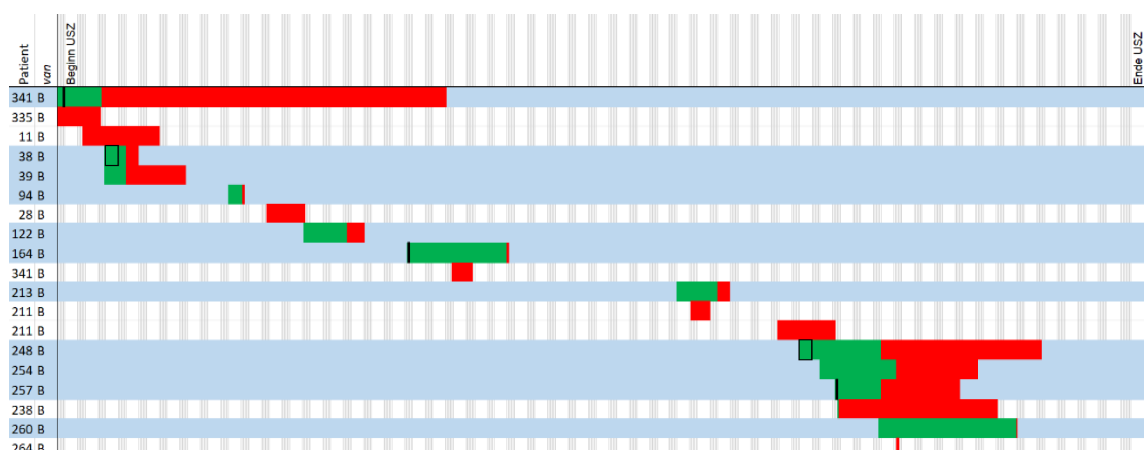 Patient
van
Beginn USZ
Ende USZ
341 B
335 B
11 B
38 B
39 B
94 B
28 B
122 B
164 B
341 B
213 B
211 B
211 B
248 B
254 B
257 B
238 B
260 B
264 B